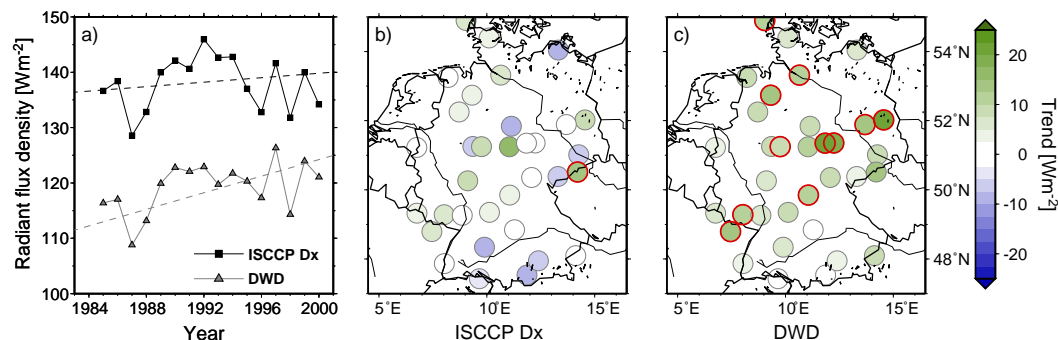 a)
b)
c)
Radiant flux density [Wm-2]
150
140
130
120
110
100
ISCCP Dx
DWD
1984
1988
1992
1996
2000
Year
5°E
10°E
15°E
ISCCP Dx
5°E
10°E
15°E
DWD
54°N
52°N
50°N
48°N
20
10
0
-10
-20
Trend [Wm-2]